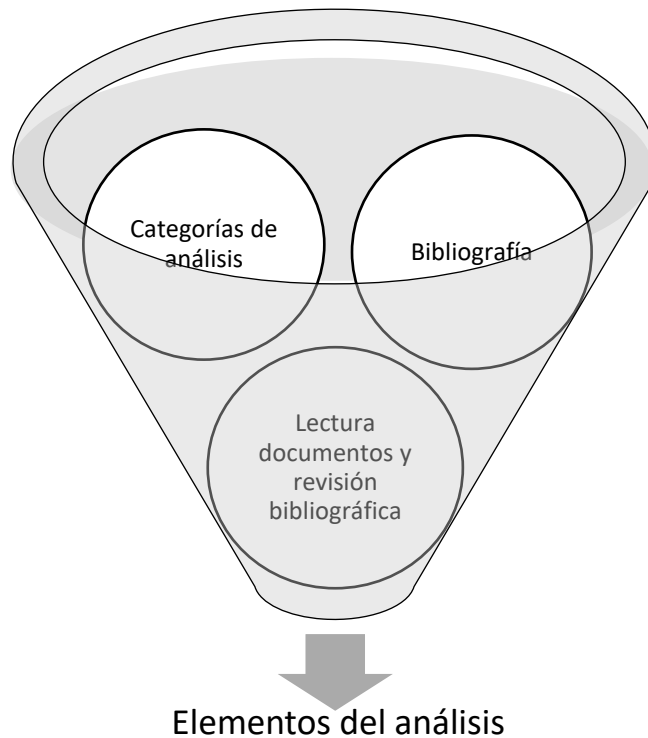 Categorías de
análisis
Bibliografía
Lectura
documentos y
revisión
bibliográfica
Elementos del análisis